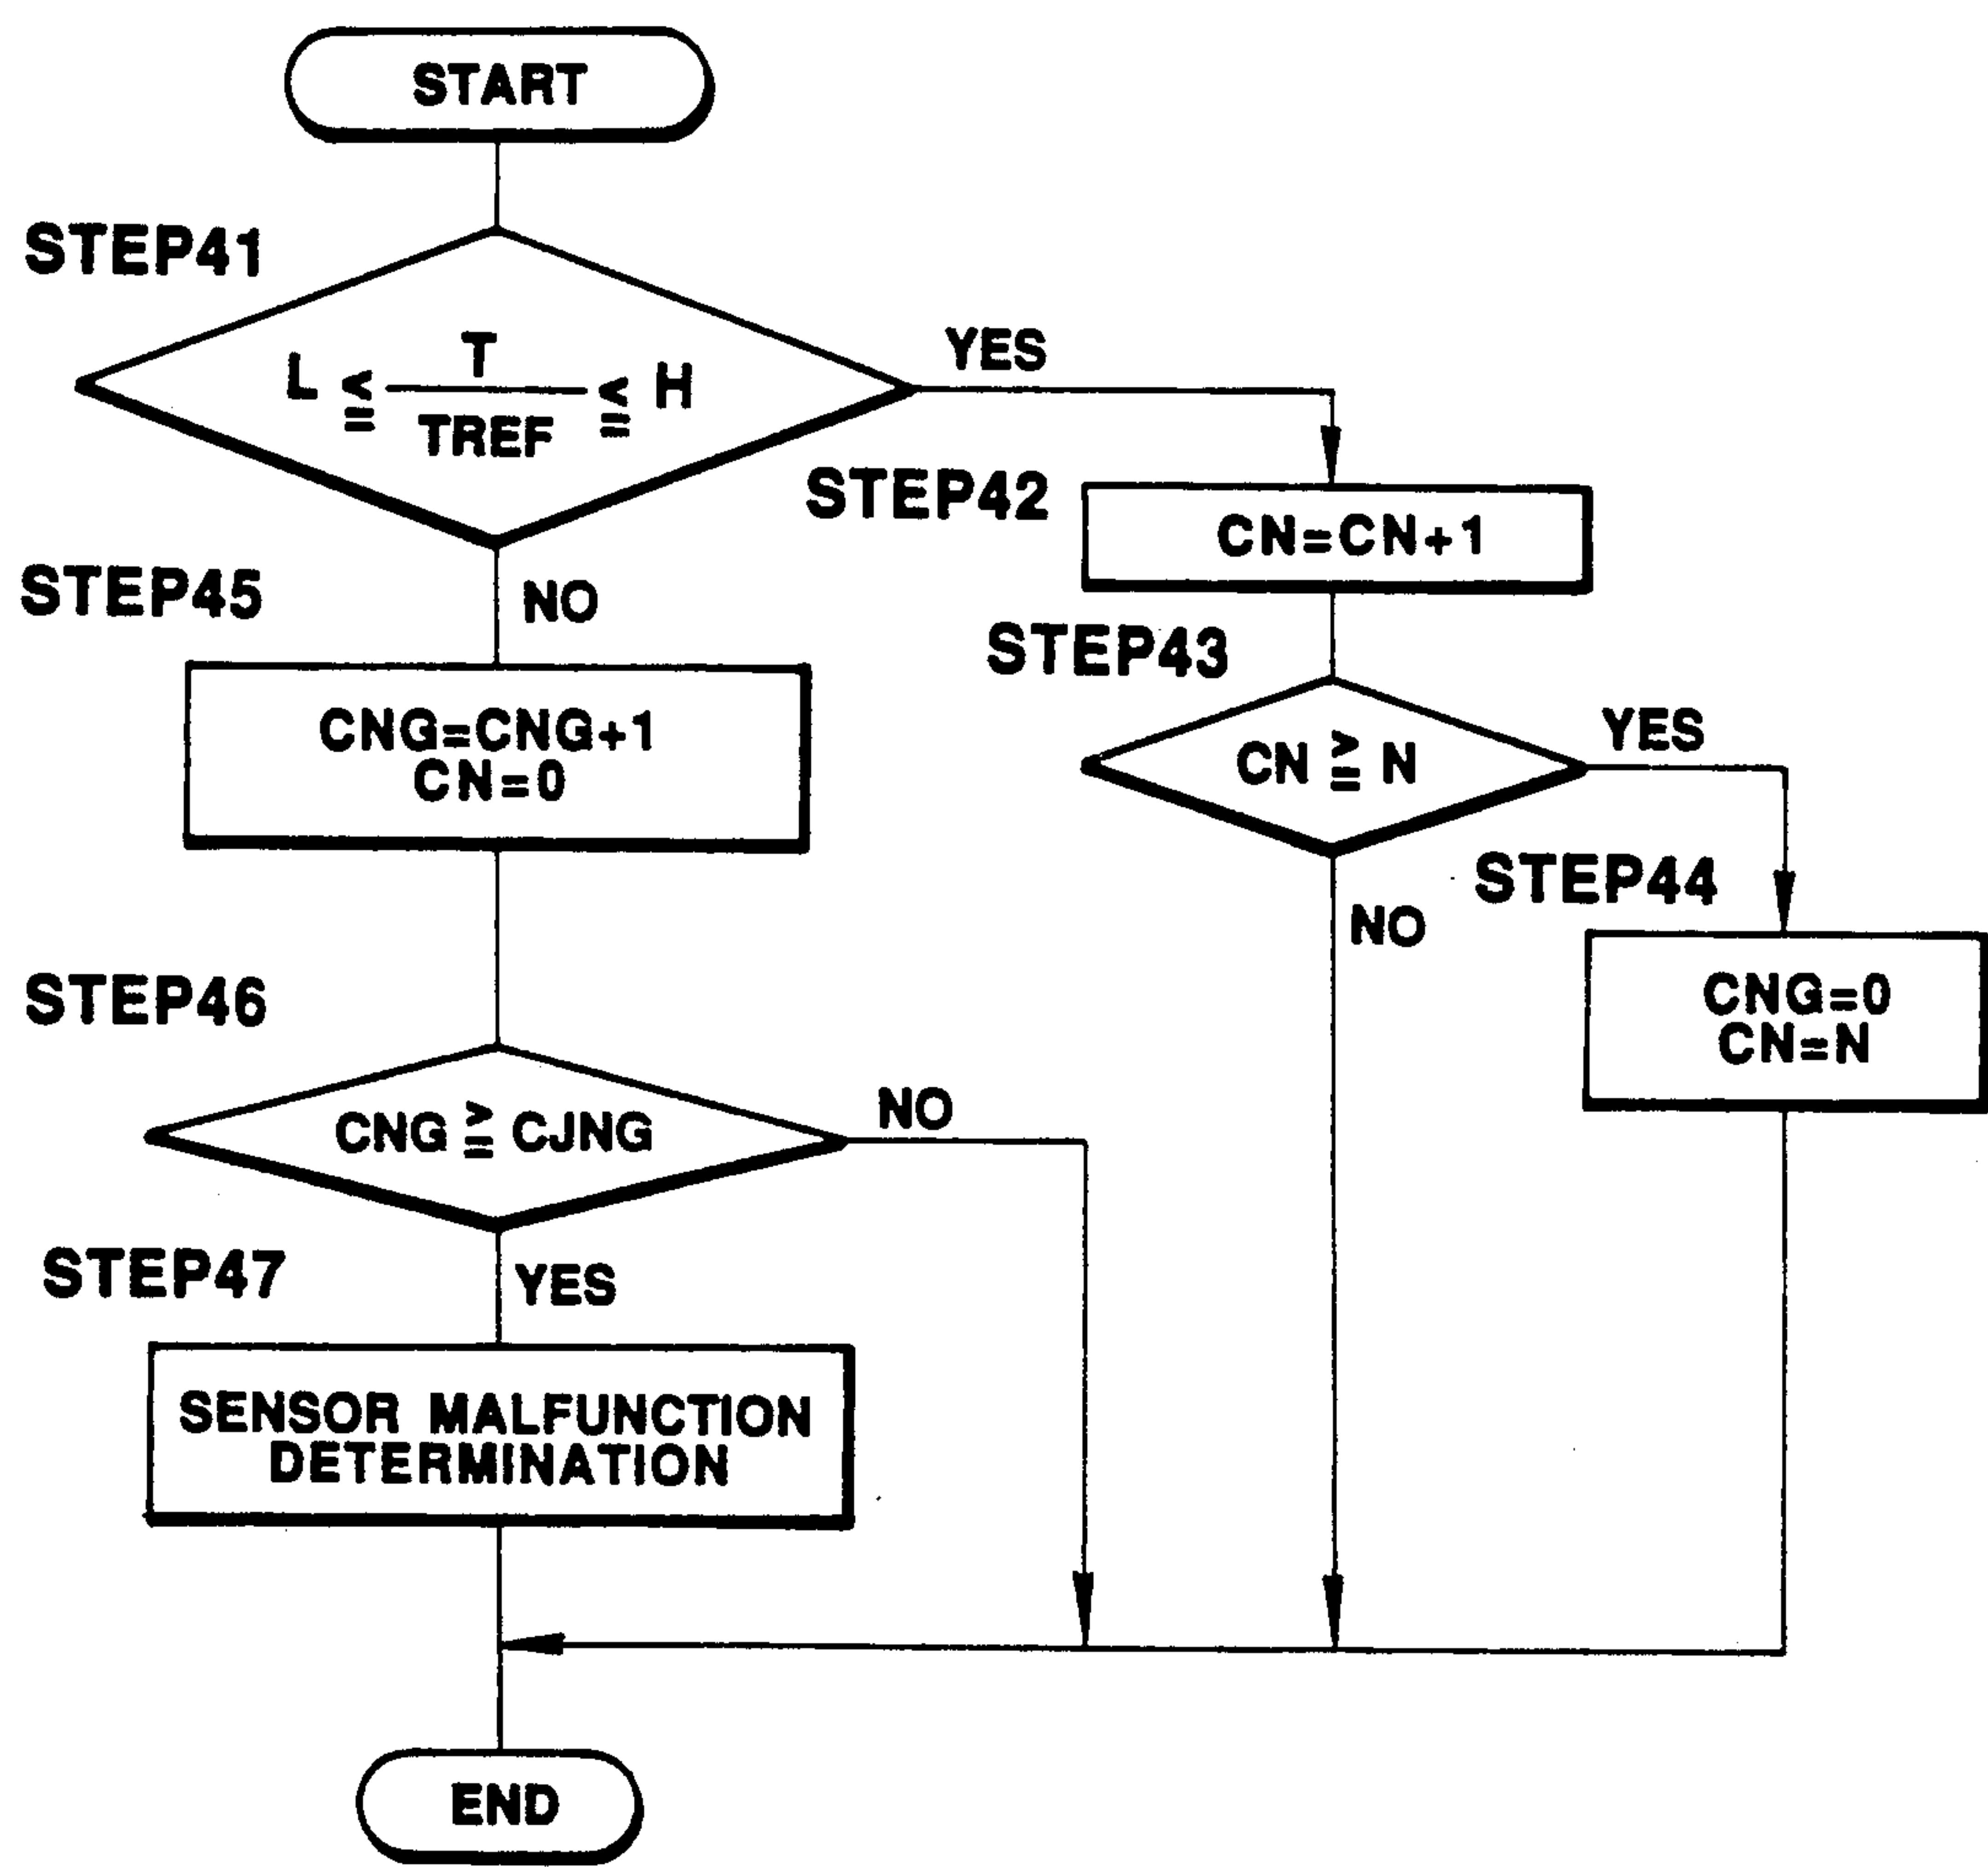 START
STEP41
L ≦ T / TREF ≦ H
YES
STEP42
CN=CN+1
STEP45
NO
STEP43
CNG=CNG+1
CN=0
CN ≧ N
YES
STEP44
NO
CNG=0
CN=N
STEP46
CNG ≧ CJNG
NO
STEP47
YES
SENSOR MALFUNCTION
DETERMINATION
END